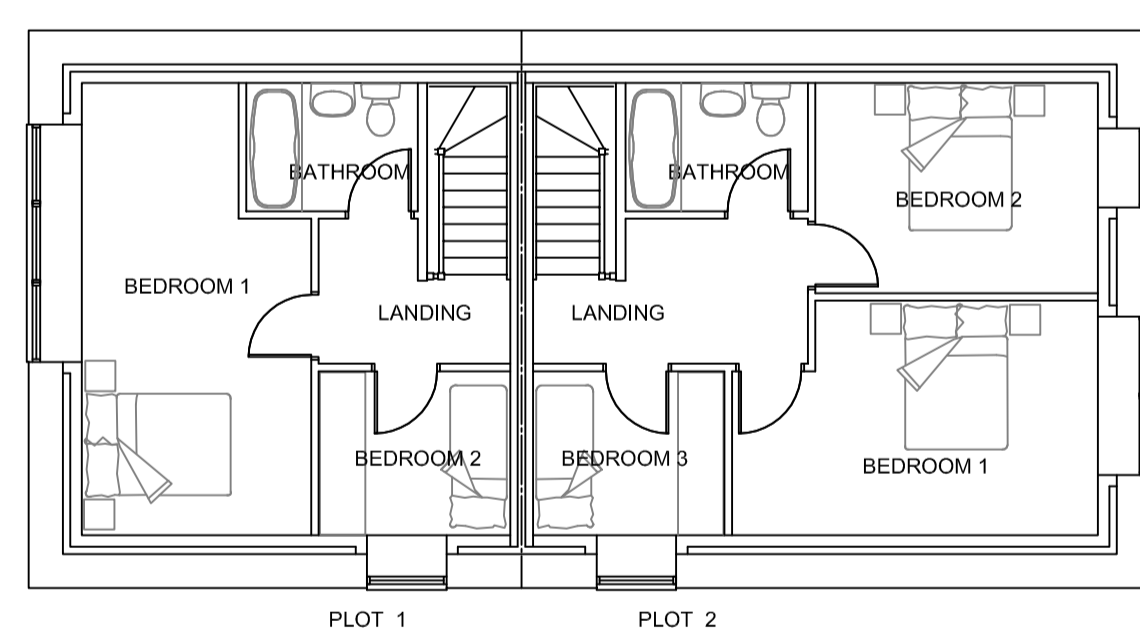 BATHROOM
BATHROOM
BEDROOM 2
BEDROOM 1
LANDING
LANDING
BEDROOM 2
BEDROOM 3
BEDROOM 1
PLOT 1
PLOT 2